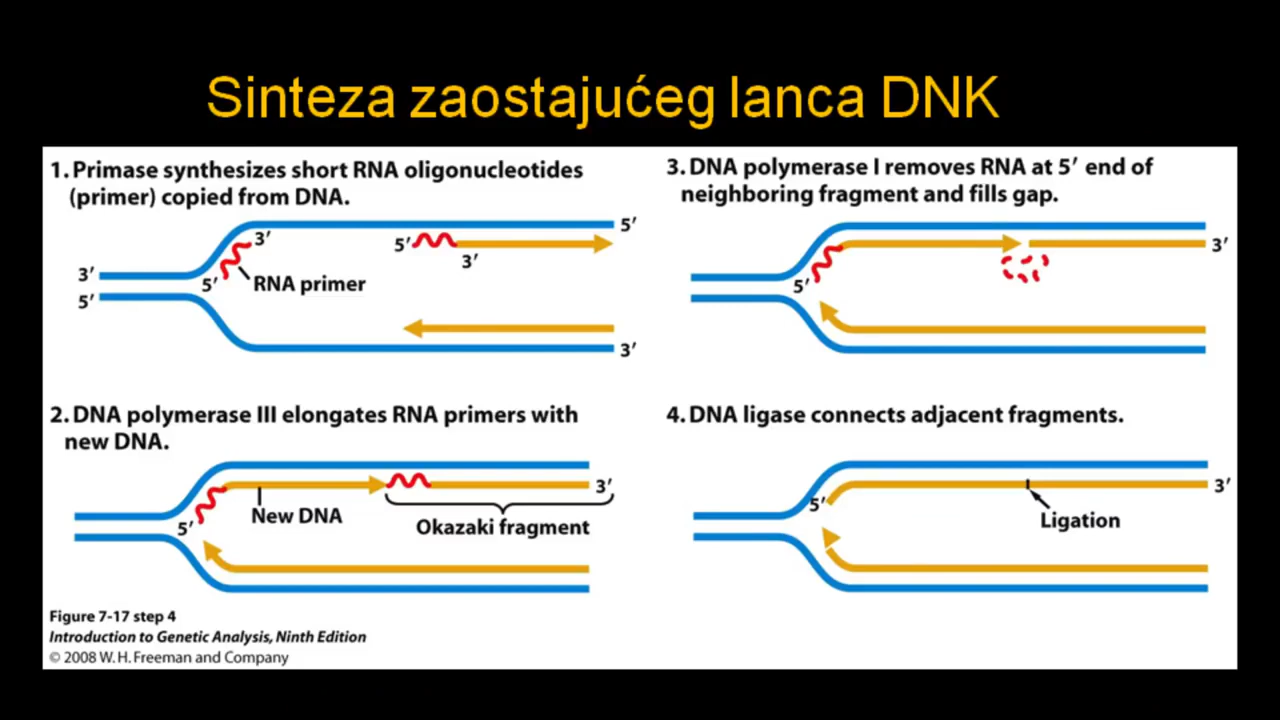 Sinteza zaostajućeg lanca DNK
1. Primase synthesizes short RNA oligonucleotides
(primer) copied from DNA.
5′
3′
5′
3′
3′
5′
RNA primer
5′
3′
2. DNA polymerase III elongates RNA primers with
new DNA.
3′
New DNA
5′
Okazaki fragment
3. DNA polymerase I removes RNA at 5′ end of
neighboring fragment and fills gap.
3′
5′
4. DNA ligase connects adjacent fragments.
3′
5′
Ligation
Figure 7-17 step 4
Introduction to Genetic Analysis, Ninth Edition
© 2008 W. H. Freeman and Company